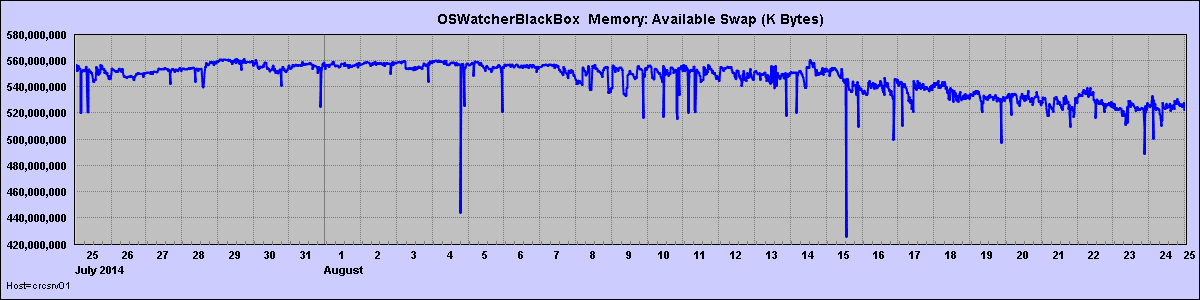 OSWatcherBlackBox Memory: Available Swap (K Bytes)
580,000,000
560,000,000
540,000,000
520,000,000
500,000,000
480,000,000
460,000,000
440,000,000
420,000,000
25 26 27 28 29 30 31 1 2 3 4 5 6 7 8 9 10 11 12 13 14 15 16 17 18 19 20 21 22 23 24 25
July 2014 August
Host=crcsrv01